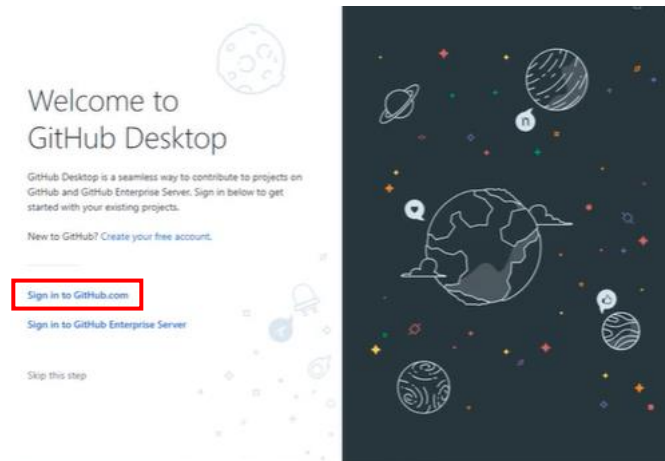 Welcome to
GitHub Desktop
GitHub Desktop is a seamless way to contribute to projects on
GitHub and GitHub Enterprise Server. Sign in below to get
started with your existing projects.
New to GitHub? Create your free account.
Sign in to GitHub.com
Sign in to GitHub Enterprise Server
Skip this step
n